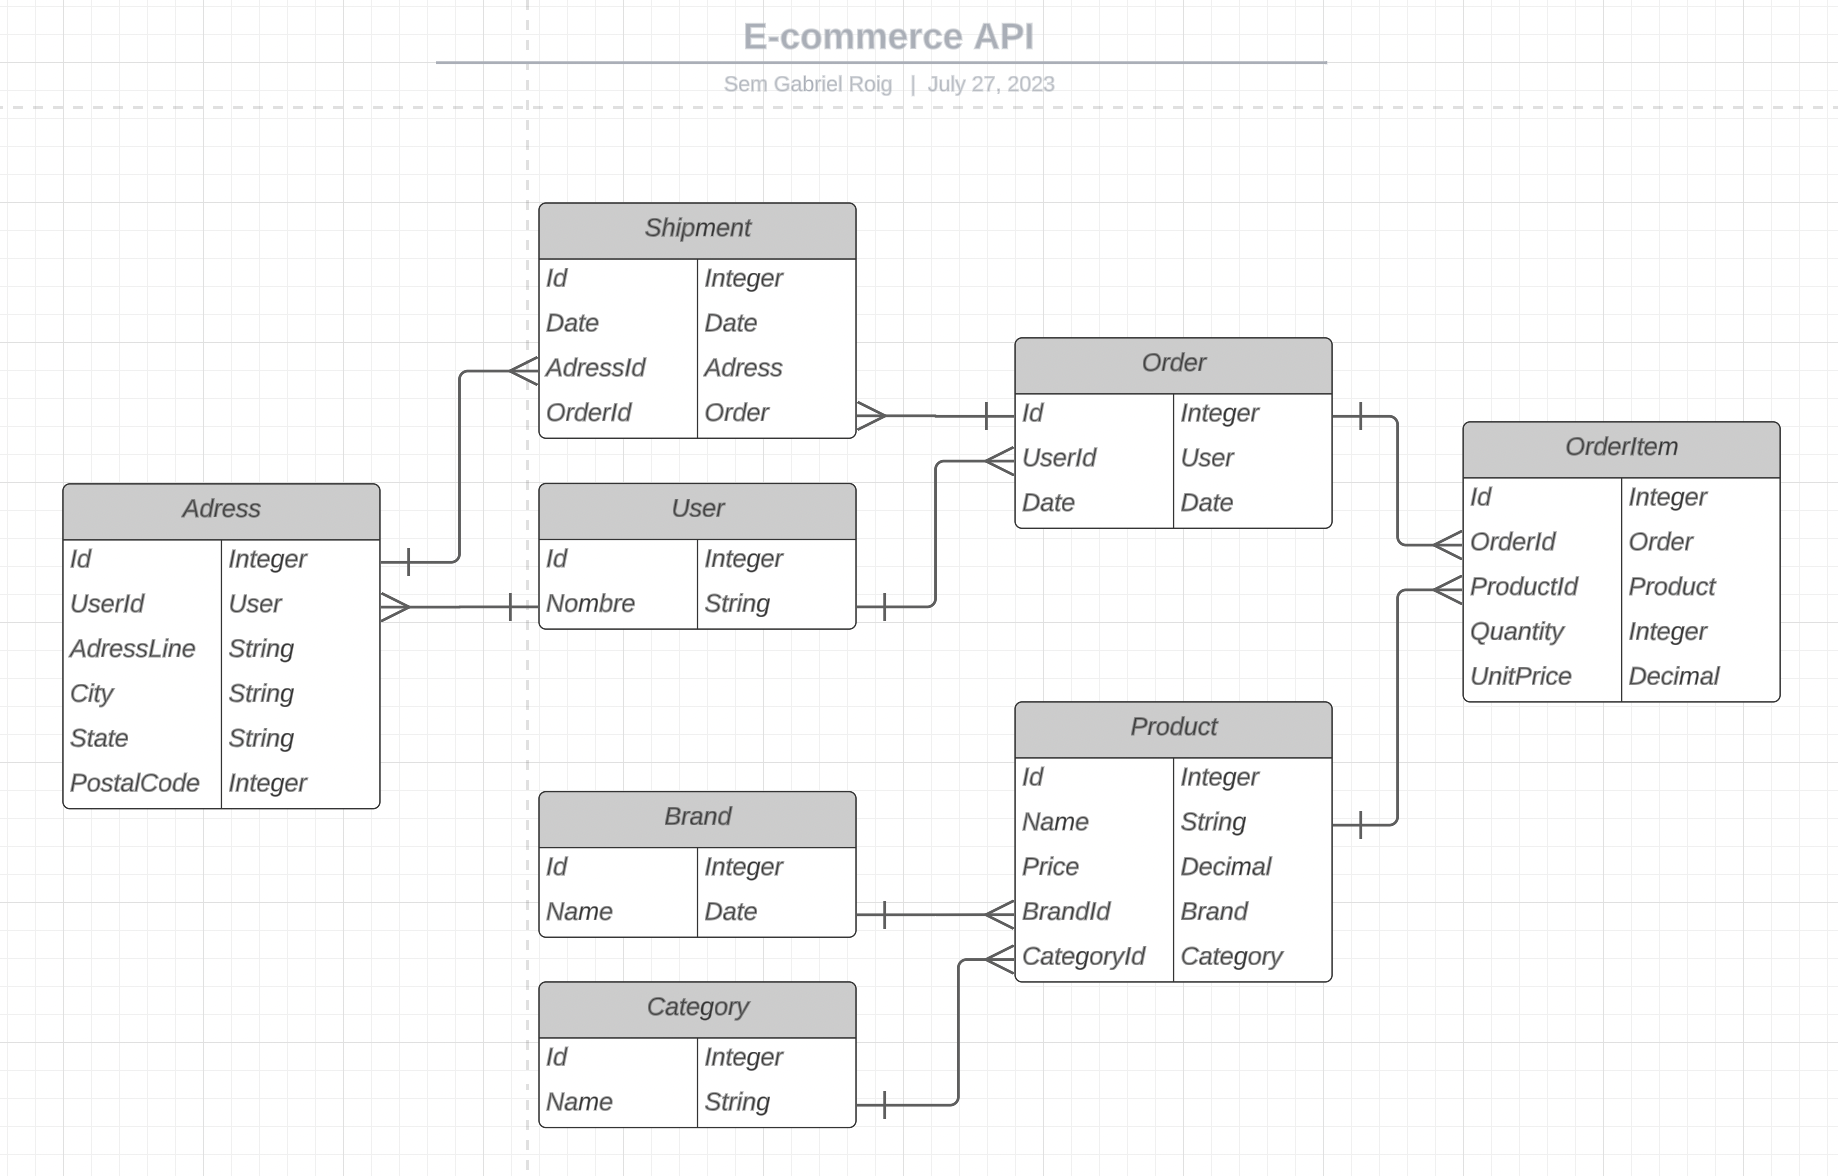 E-commerce API
Sem Gabriel Roig | July 27, 2023
Shipment
Id Integer
Date Date
AdressId Adress
OrderId Order
Order
Id Integer
UserId User
Date Date
OrderItem
Id Integer
OrderId Order
ProductId Product
Quantity Integer
UnitPrice Decimal
Adress
Id Integer
UserId User
AdressLine String
City String
State String
PostalCode Integer
User
Id Integer
Nombre String
Product
Id Integer
Name String
Price Decimal
BrandId Brand
CategoryId Category
Brand
Id Integer
Name Date
Category
Id Integer
Name String